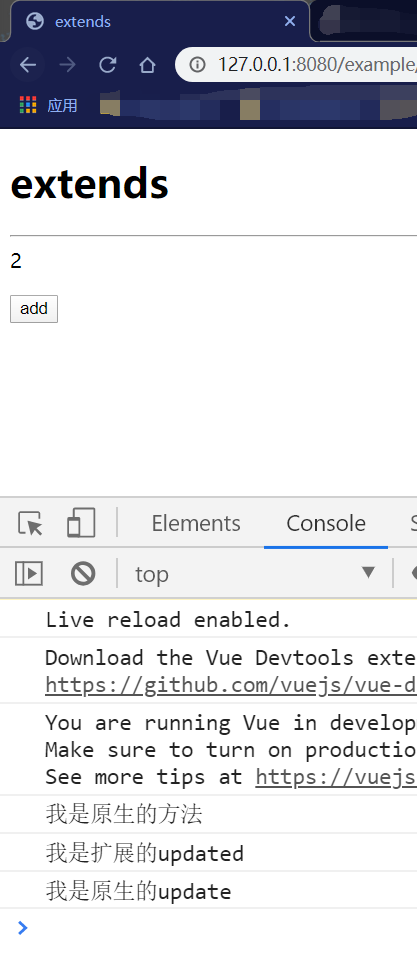 extends
127.0.0.1:8080/example/
应用
extends
2
add
Elements Console
top
Live reload enabled.
Download the Vue Devtools exte
https://github.com/vuejs/vue-d
You are running Vue in develop
Make sure to turn on productio
See more tips at https://vuejs
我是原生的方法
我是扩展的updated
我是原生的update